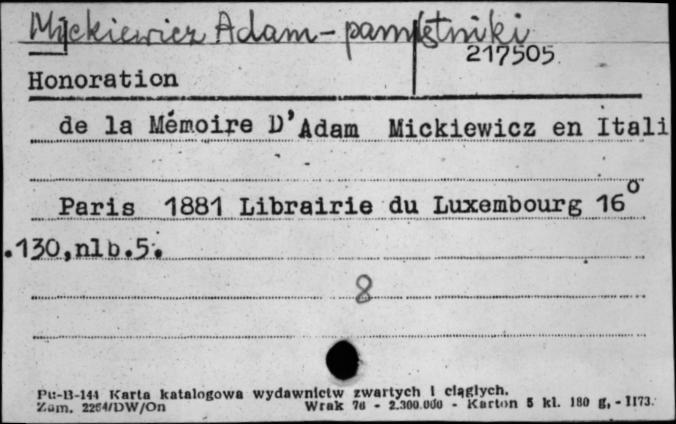 Mickiewicz Adam - pamiętniki
217505
Honoration
de la Mémoire D'Adam Mickiewicz en Itali
Paris 1881 Librairie du Luxembourg 16°
.130,nlb.5.
8
Pu-B-144 Karta katalogowa wydawnictw zwartych i ciągłych.
Zam. 2264/DW/On Wrak 76 - 2.300.000 - Karton 5 kl. 180 g, - 1173.